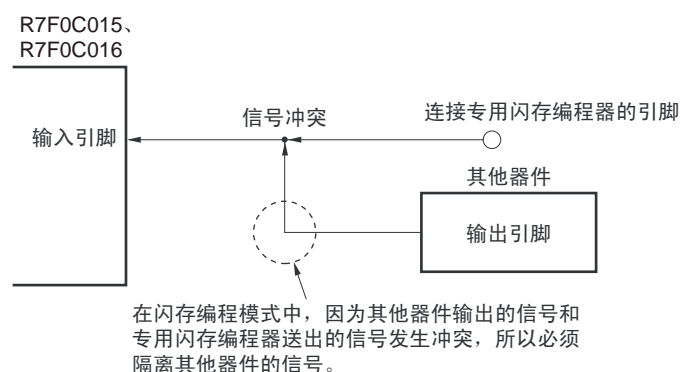 R7F0C015、
R7F0C016
信号冲突
连接专用闪存编程器的引脚
输入引脚
其他器件
输出引脚
在闪存编程模式中，因为其他器件输出的信号和
专用闪存编程器送出的信号发生冲突，所以必须
隔离其他器件的信号。